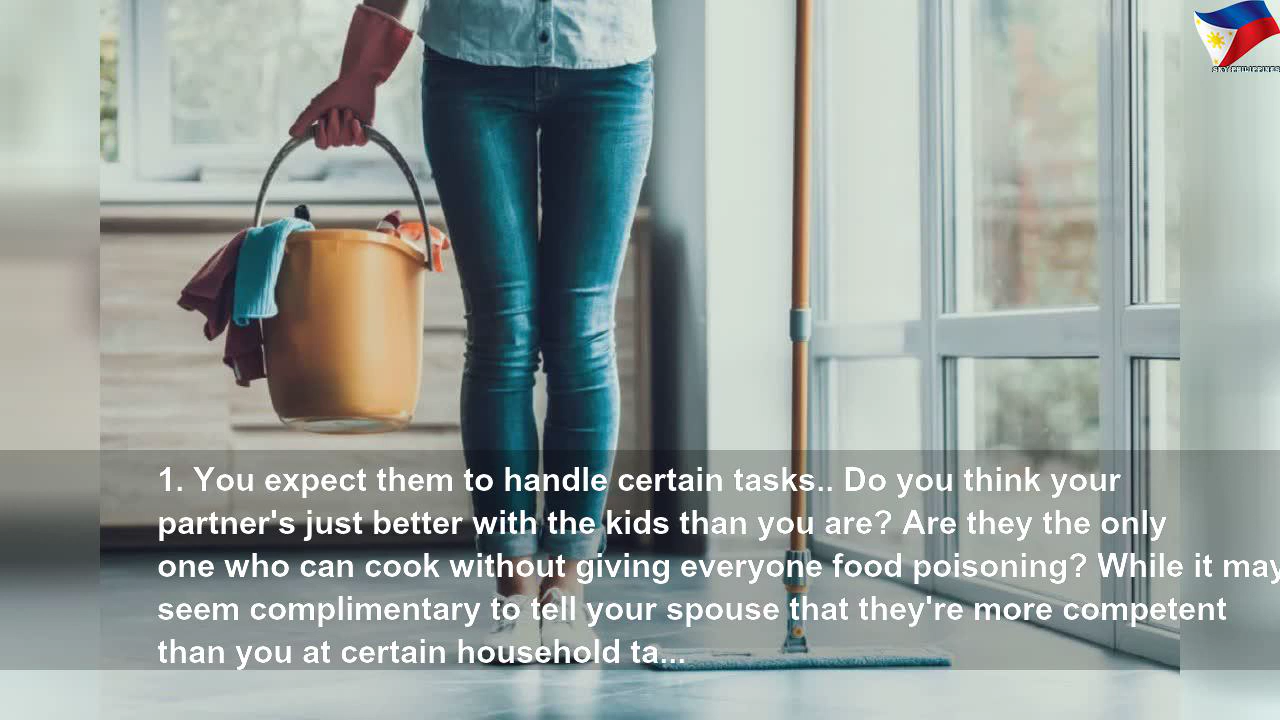 SKYPHILIPPINES
1. You expect them to handle certain tasks.. Do you think your
partner's just better with the kids than you are? Are they the only
one who can cook without giving everyone food poisoning? While it may
seem complimentary to tell your spouse that they're more competent
than you at certain household ta...